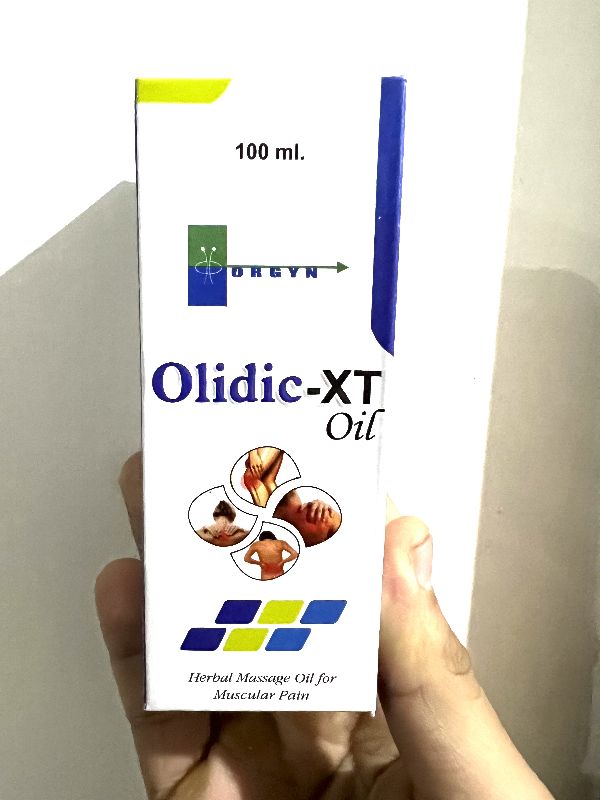 100 ml.
ORGYN
Olidic-XT
Oil
Herbal Massage Oil for
Muscular Pain